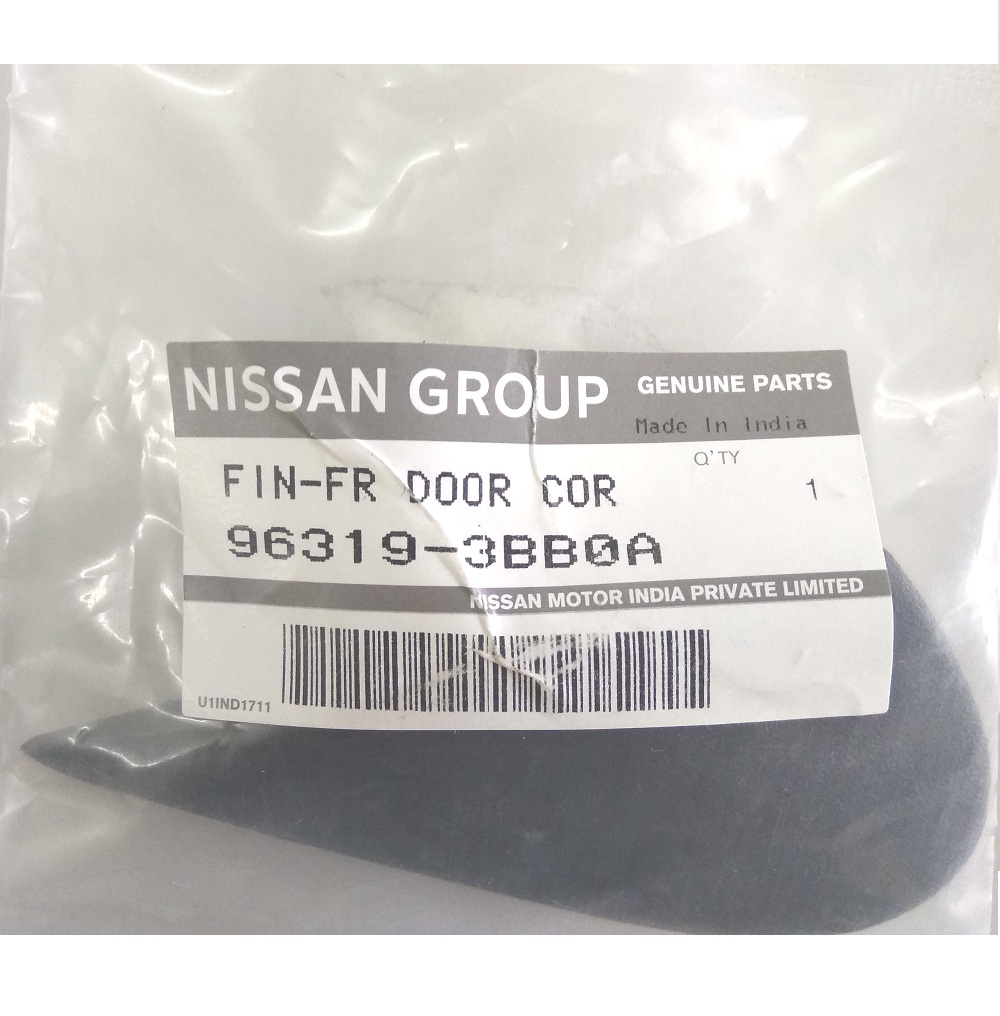 NISSAN GROUP GENUINE PARTS
Made In India
Q'TY
FIN-FR DOOR COR 1
96319-3BB0A
NISSAN MOTOR INDIA PRIVATE LIMITED
U1IND1711